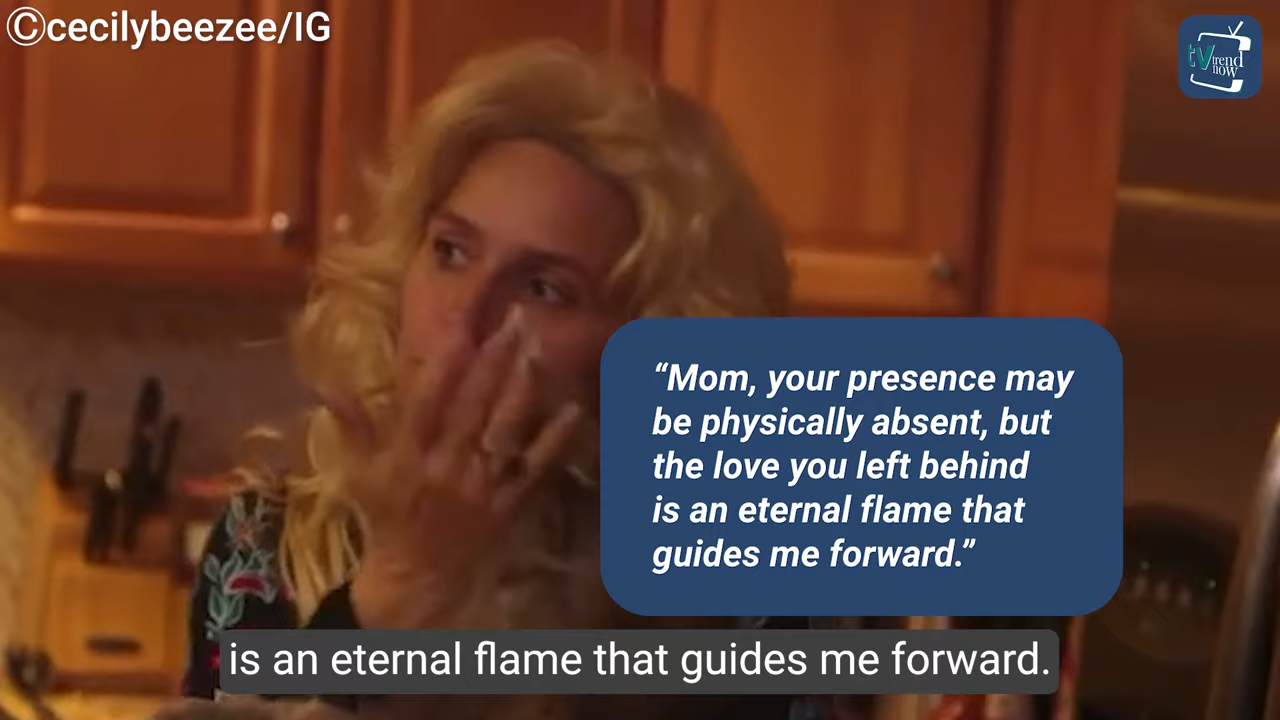 ©cecilybeezee/IG
tv trend
now
“Mom, your presence may
be physically absent, but
the love you left behind
is an eternal flame that
guides me forward.”
is an eternal flame that guides me forward.